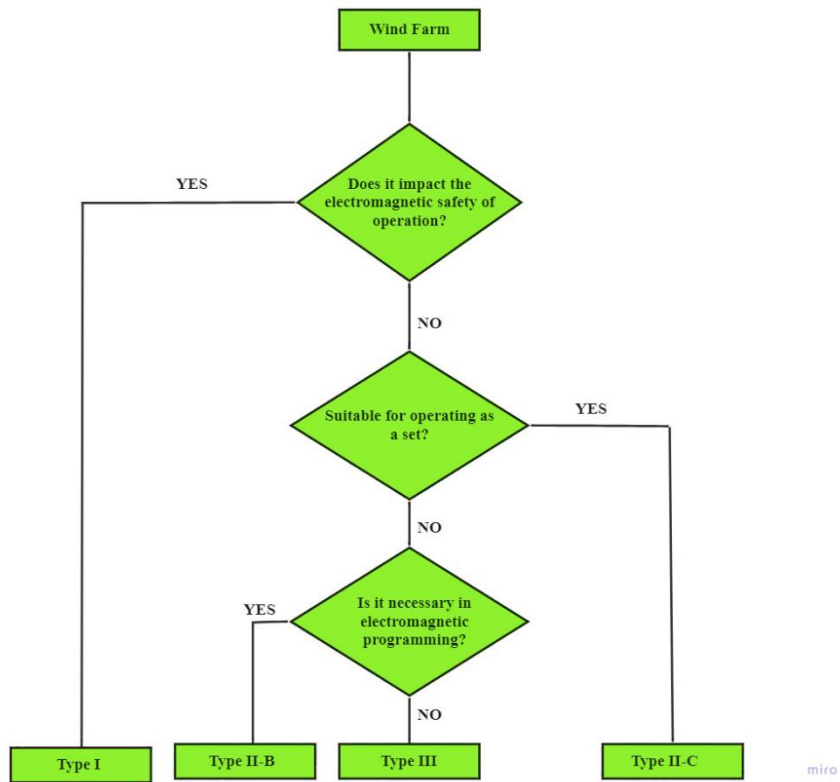 Wind Farm
YES
Does it impact the
electromagnetic safety of
operation?
NO
Suitable for operating as
a set?
YES
NO
YES
Is it necessary in
electromagnetic
programming?
NO
Type I
Type II-B
Type III
Type II-C
miro